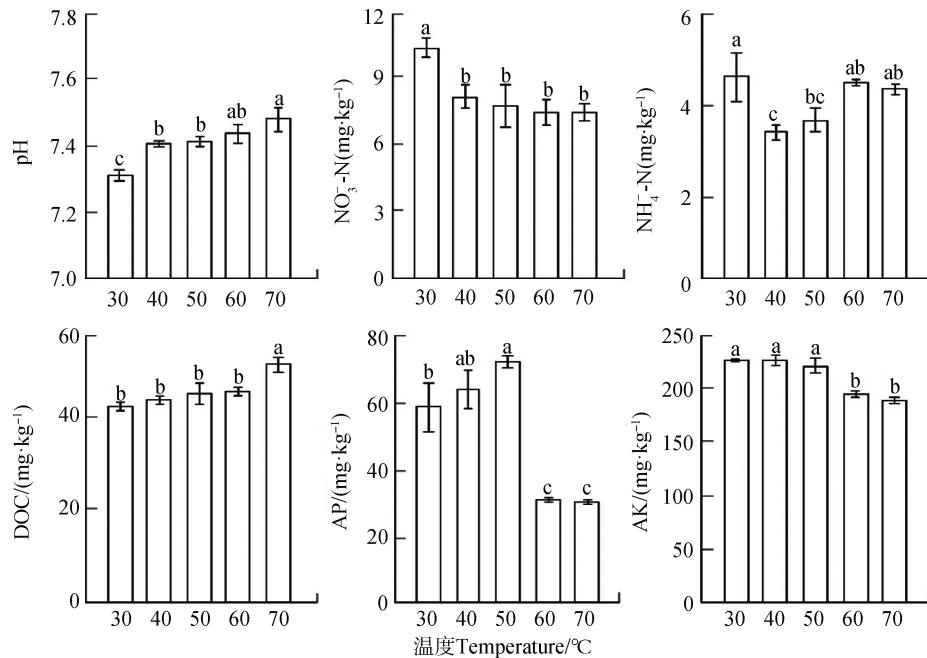 7.8
7.6
7.4
7.2
7.0
pH
c
b
b
ab
a
30 40 50 60 70
12
9
6
3
0
NO₃⁻-N(mg·kg⁻¹)
a
b
b
b
b
30 40 50 60 70
6
4
2
0
NH₄⁻-N(mg·kg⁻¹)
a
c
bc
ab
ab
30 40 50 60 70
60
40
20
0
DOC/(mg·kg⁻¹)
b
b
b
b
a
30 40 50 60 70
80
60
40
20
0
AP/(mg·kg⁻¹)
b
ab
a
c
c
30 40 50 60 70
温度Temperature/℃
250
200
150
100
50
0
AK/(mg·kg⁻¹)
a
a
a
b
b
30 40 50 60 70